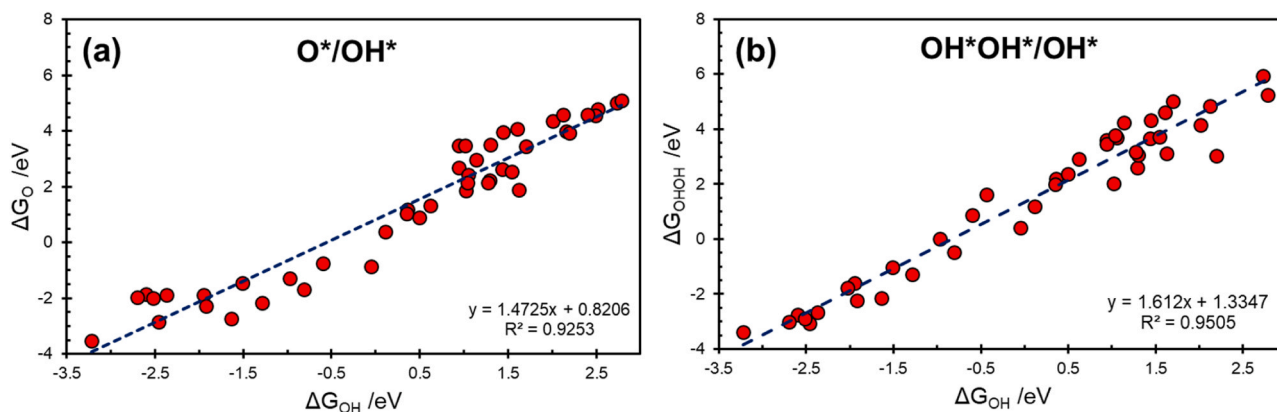 (a)
O*/OH*
8
6
4
2
0
-2
-4
ΔG_O /eV
y = 1.4725x + 0.8206
R² = 0.9253
-3.5 -2.5 -1.5 -0.5 0.5 1.5 2.5
ΔG_OH /eV
(b)
OH*OH*/OH*
8
6
4
2
0
-2
-4
ΔG_OHOH /eV
y = 1.612x + 1.3347
R² = 0.9505
-3.5 -2.5 -1.5 -0.5 0.5 1.5 2.5
ΔG_OH /eV